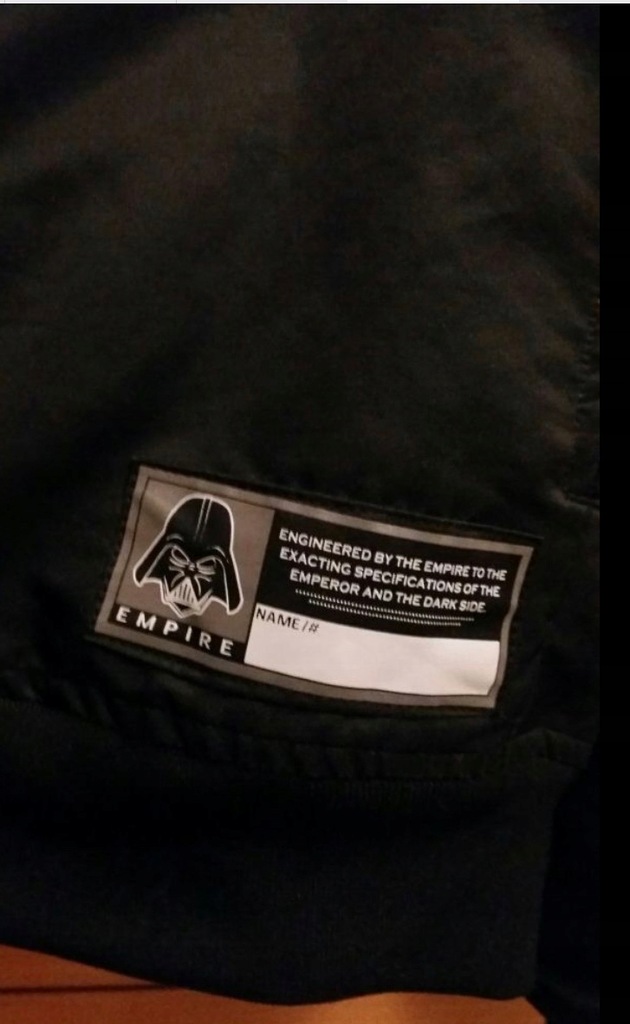 EMPIRE
ENGINEERED BY THE EMPIRE TO THE
EXACTING SPECIFICATIONS OF THE
EMPEROR AND THE DARK SIDE.
NAME/#